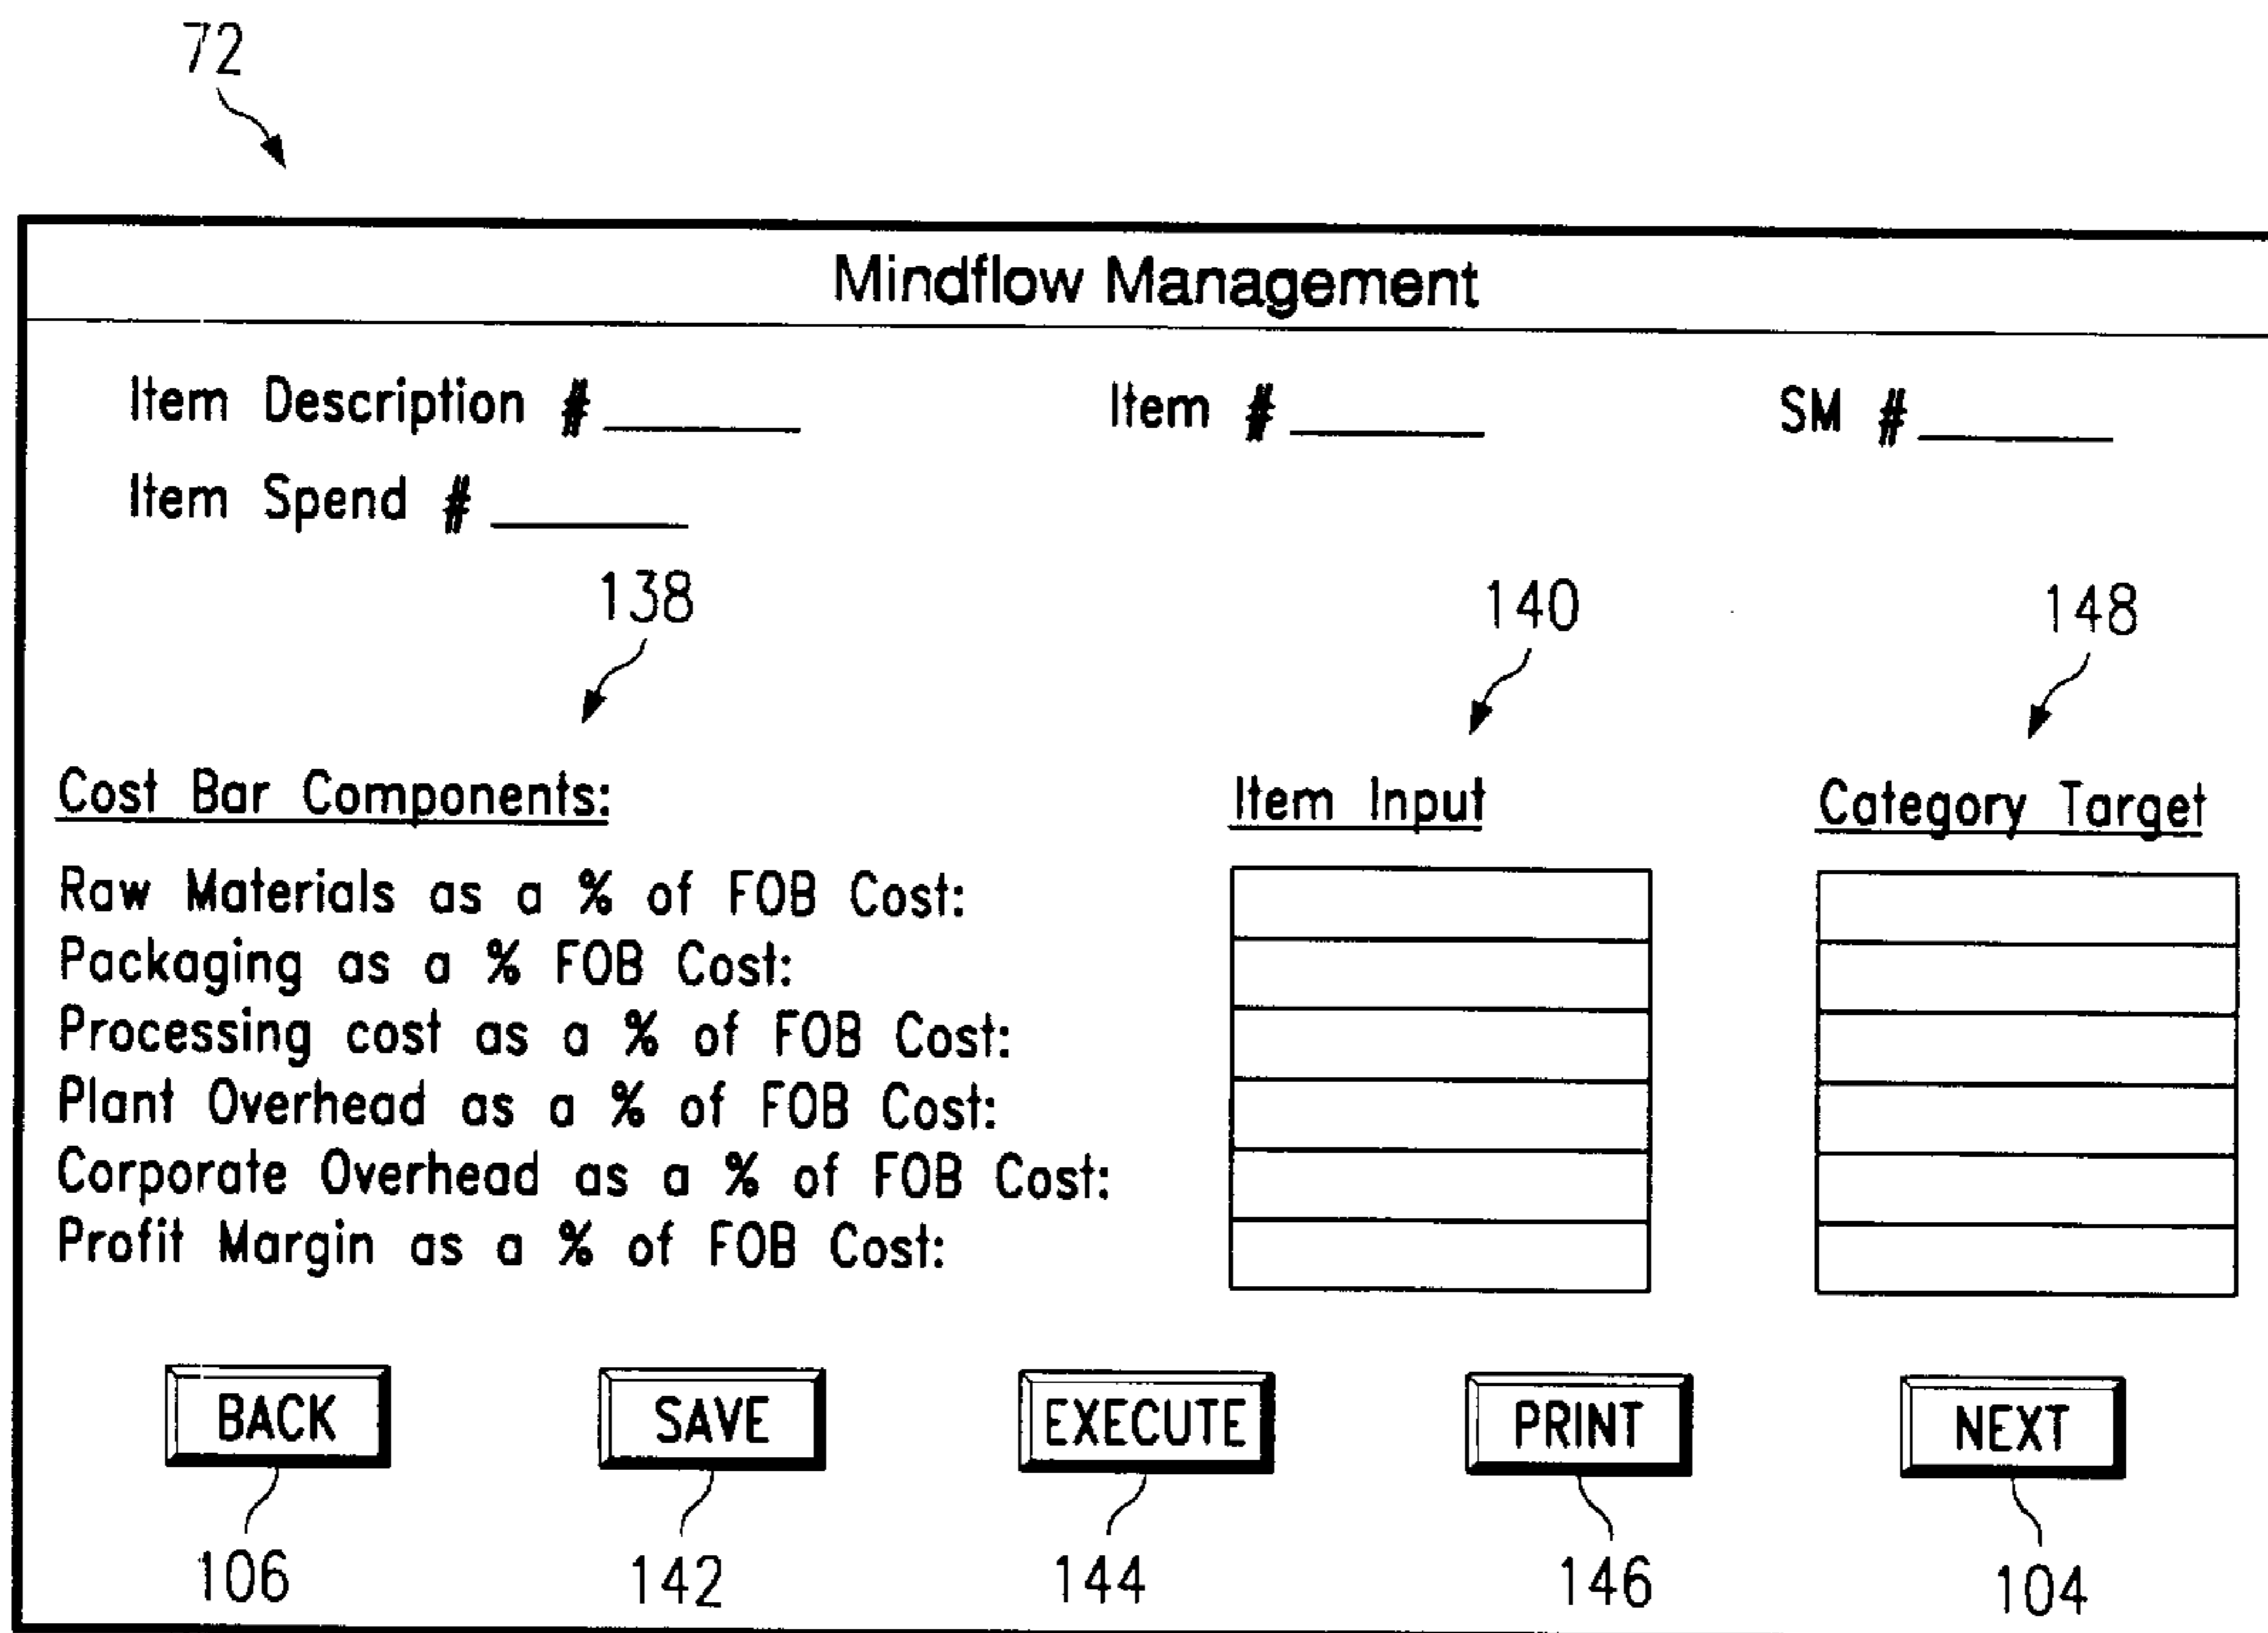 72
Mindflow Management
Item Description #______ Item #______ SM #______
Item Spend #______
138 140 148
Cost Bar Components: Item Input Category Target
Raw Materials as a % of FOB Cost:
Packaging as a % FOB Cost:
Processing cost as a % of FOB Cost:
Plant Overhead as a % of FOB Cost:
Corporate Overhead as a % of FOB Cost:
Profit Margin as a % of FOB Cost:
BACK SAVE EXECUTE PRINT NEXT
106 142 144 146 104